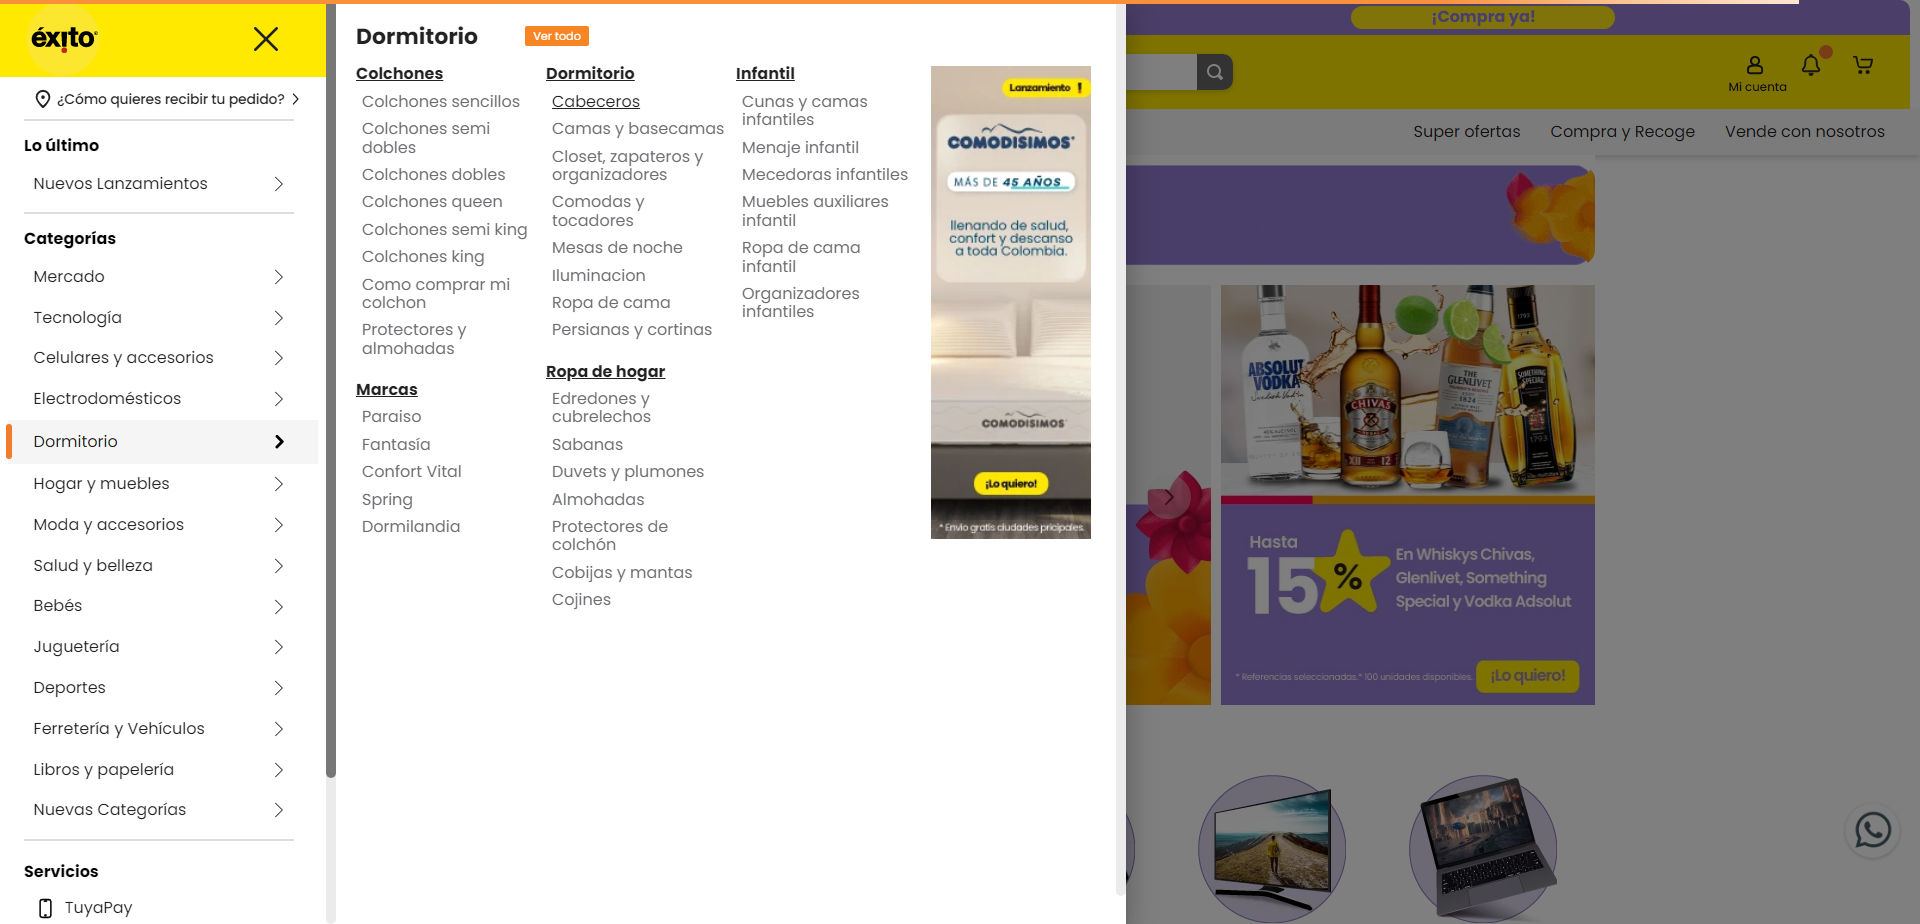 éxito
¿Cómo quieres recibir tu pedido?
Lo último
Nuevos Lanzamientos
Categorías
Mercado
Tecnología
Celulares y accesorios
Electrodomésticos
Dormitorio
Hogar y muebles
Moda y accesorios
Salud y belleza
Bebés
Juguetería
Deportes
Ferretería y Vehículos
Libros y papelería
Nuevas Categorías
Servicios
TuyaPay
Dormitorio
Ver todo
Colchones
Colchones sencillos
Colchones semi
dobles
Colchones dobles
Colchones queen
Colchones semi king
Colchones king
Como comprar mi
colchon
Protectores y
almohadas
Marcas
Paraiso
Fantasía
Confort Vital
Spring
Dormilandia
Dormitorio
Cabeceros
Camas y basecamas
Closet, zapateros y
organizadores
Comodas y
tocadores
Mesas de noche
Iluminacion
Ropa de cama
Persianas y cortinas
Ropa de hogar
Edredones y
cubrelechos
Sabanas
Duvets y plumones
Almohadas
Protectores de
colchón
Cobijas y mantas
Cojines
Infantil
Cunas y camas
infantiles
Menaje infantil
Mecedoras infantiles
Muebles auxiliares
infantil
Ropa de cama
infantil
Organizadores
infantiles
Lanzamiento !
COMODISIMOS
MÁS DE 45 AÑOS
llenando de salud,
confort y descanso
a toda Colombia.
COMODISIMOS
¡Lo quiero!
* Envio gratis ciudades pricipales.
¡Compra ya!
Mi cuenta
Super ofertas
Compra y Recoge
Vende con nosotros
ABSOLUT
VODKA
CHIVAS
XII 12
THE
GLENLIVET
1824
1793
SOMETHING
SPECIAL
1793
Hasta
15%
En Whiskys Chivas,
Glenlivet, Something
Special y Vodka Adsolut
* Referencias seleccionadas.* 100 unidades disponibles.
¡Lo quiero!